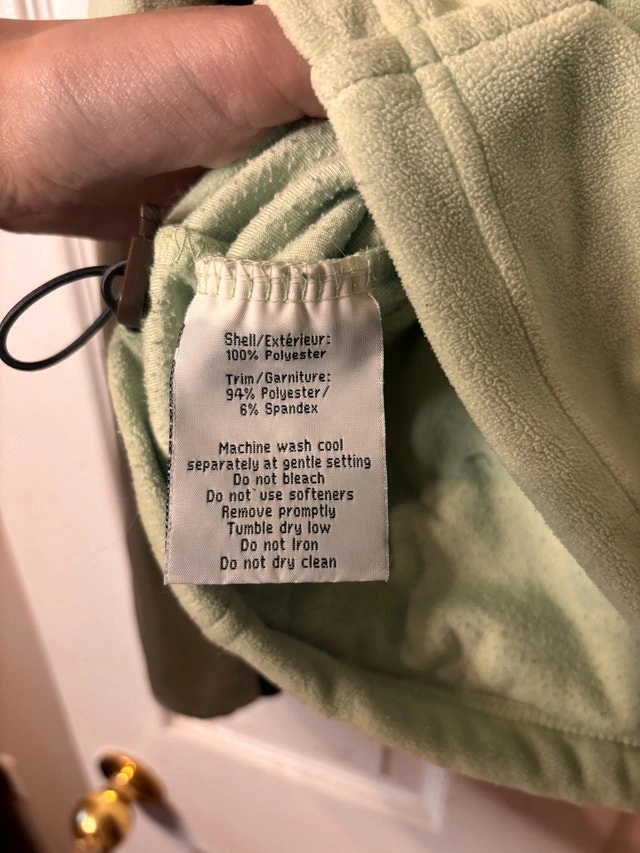 Shell/Extérieur:
100% Polyester
Trim/Garniture:
94% Polyester/
6% Spandex
Machine wash cool
separately at gentle setting
Do not bleach
Do not use softeners
Remove promptly
Tumble dry low
Do not Iron
Do not dry clean